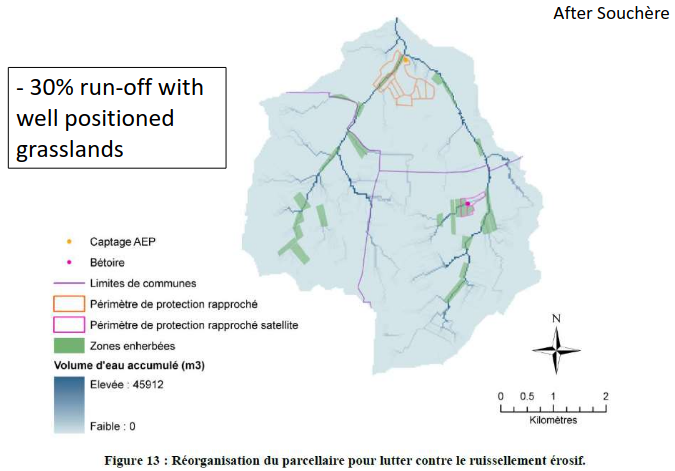 After Souchère
- 30% run-off with
well positioned
grasslands
Captage AEP
Bétoire
Limites de communes
Périmètre de protection rapproché
Périmètre de protection rapproché satellite
Zones enherbées
Volume d'eau accumulé (m3)
Elevée : 45912
Faible : 0
N
0 0.5 1 2
Kilomètres
Figure 13 : Réorganisation du parcellaire pour lutter contre le ruissellement érosif.